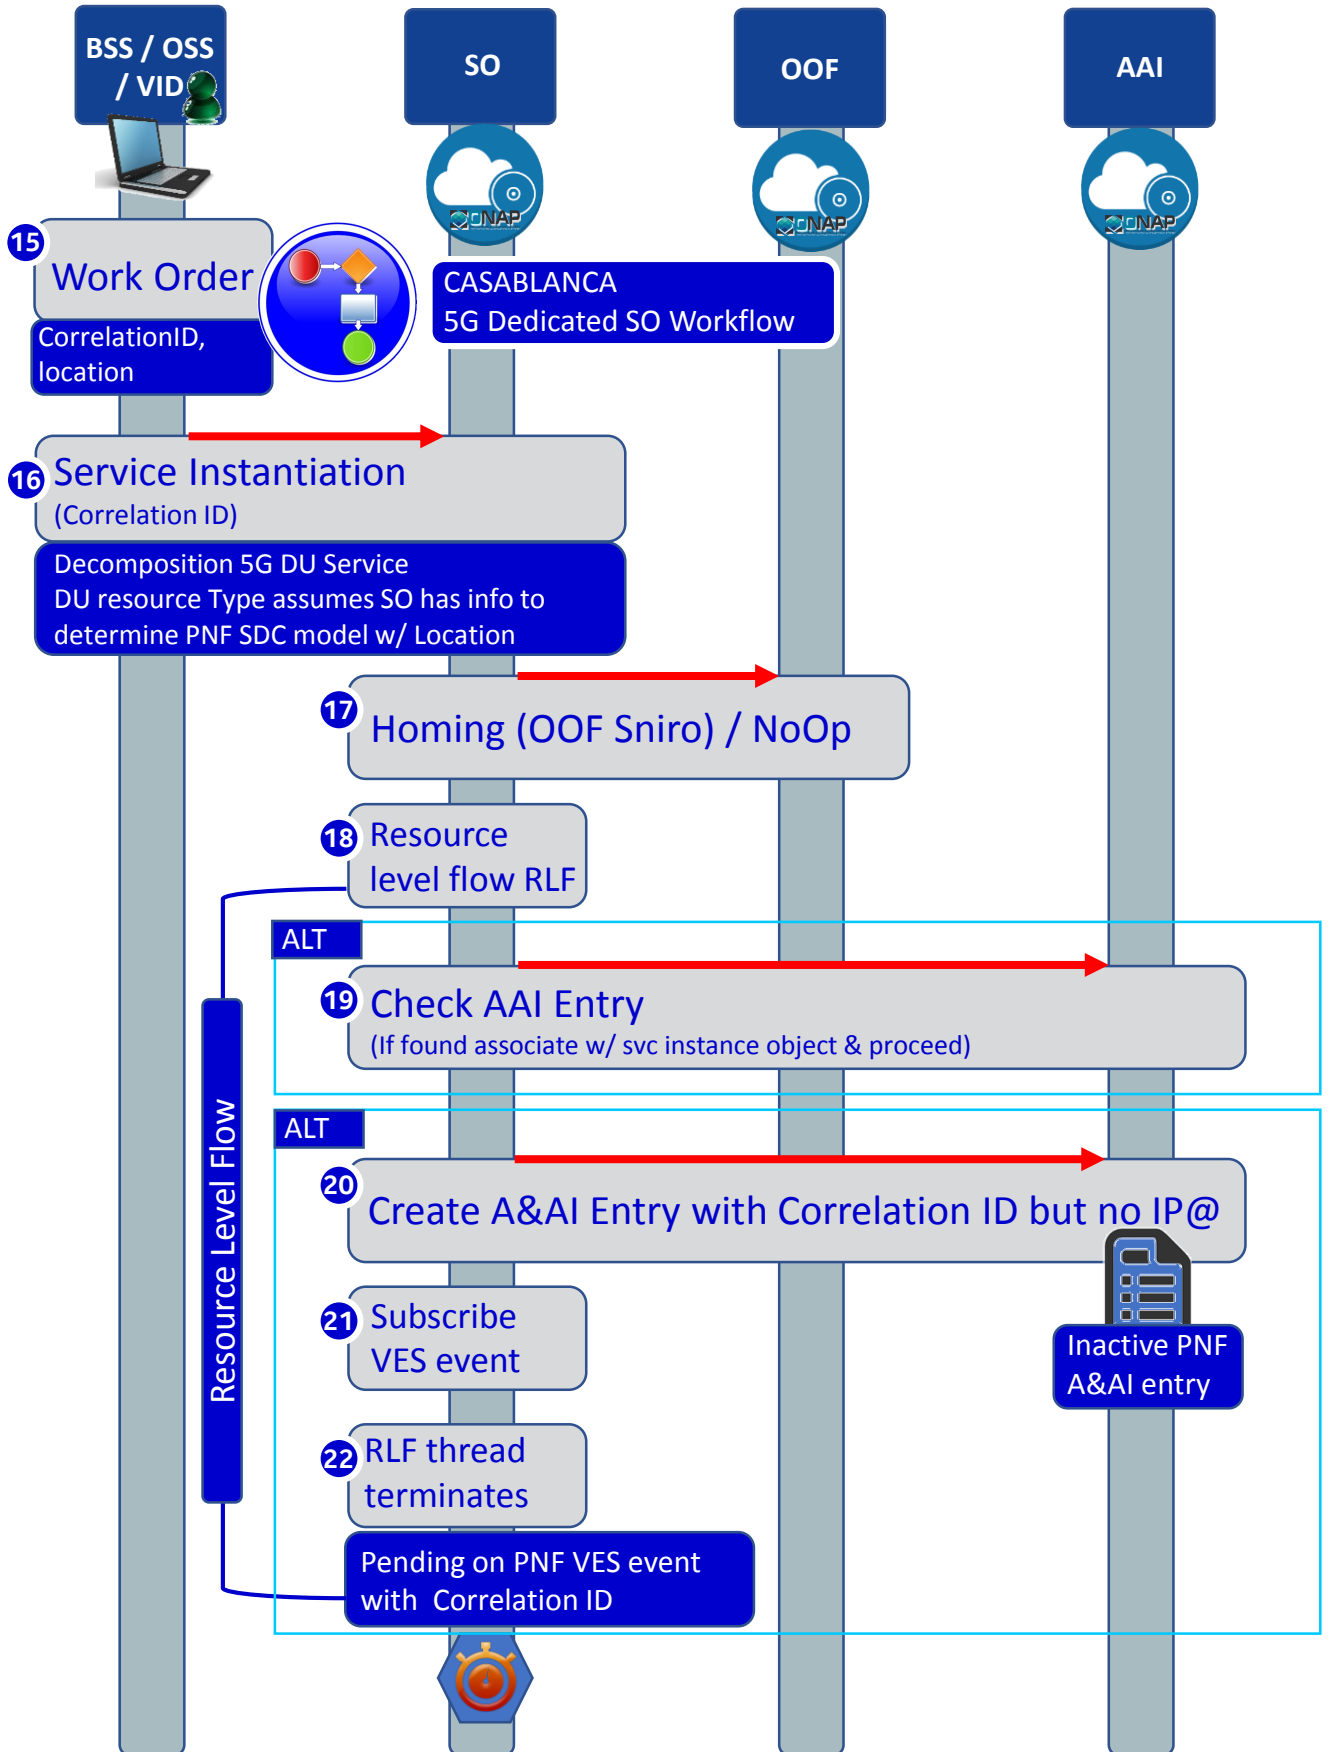 BSS / OSS
/ VID
SO
OOF
AAI
ONAP
ONAP
ONAP
15
Work Order
CorrelationID,
location
CASABLANCA
5G Dedicated SO Workflow
16
Service Instantiation
(Correlation ID)
Decomposition 5G DU Service
DU resource Type assumes SO has info to
determine PNF SDC model w/ Location
17
Homing (OOF Sniro) / NoOp
18
Resource
level flow RLF
ALT
19
Check AAI Entry
(If found associate w/ svc instance object & proceed)
Resource Level Flow
ALT
20
Create A&AI Entry with Correlation ID but no IP@
21
Subscribe
VES event
Inactive PNF
A&AI entry
22
RLF thread
terminates
Pending on PNF VES event
with  Correlation ID